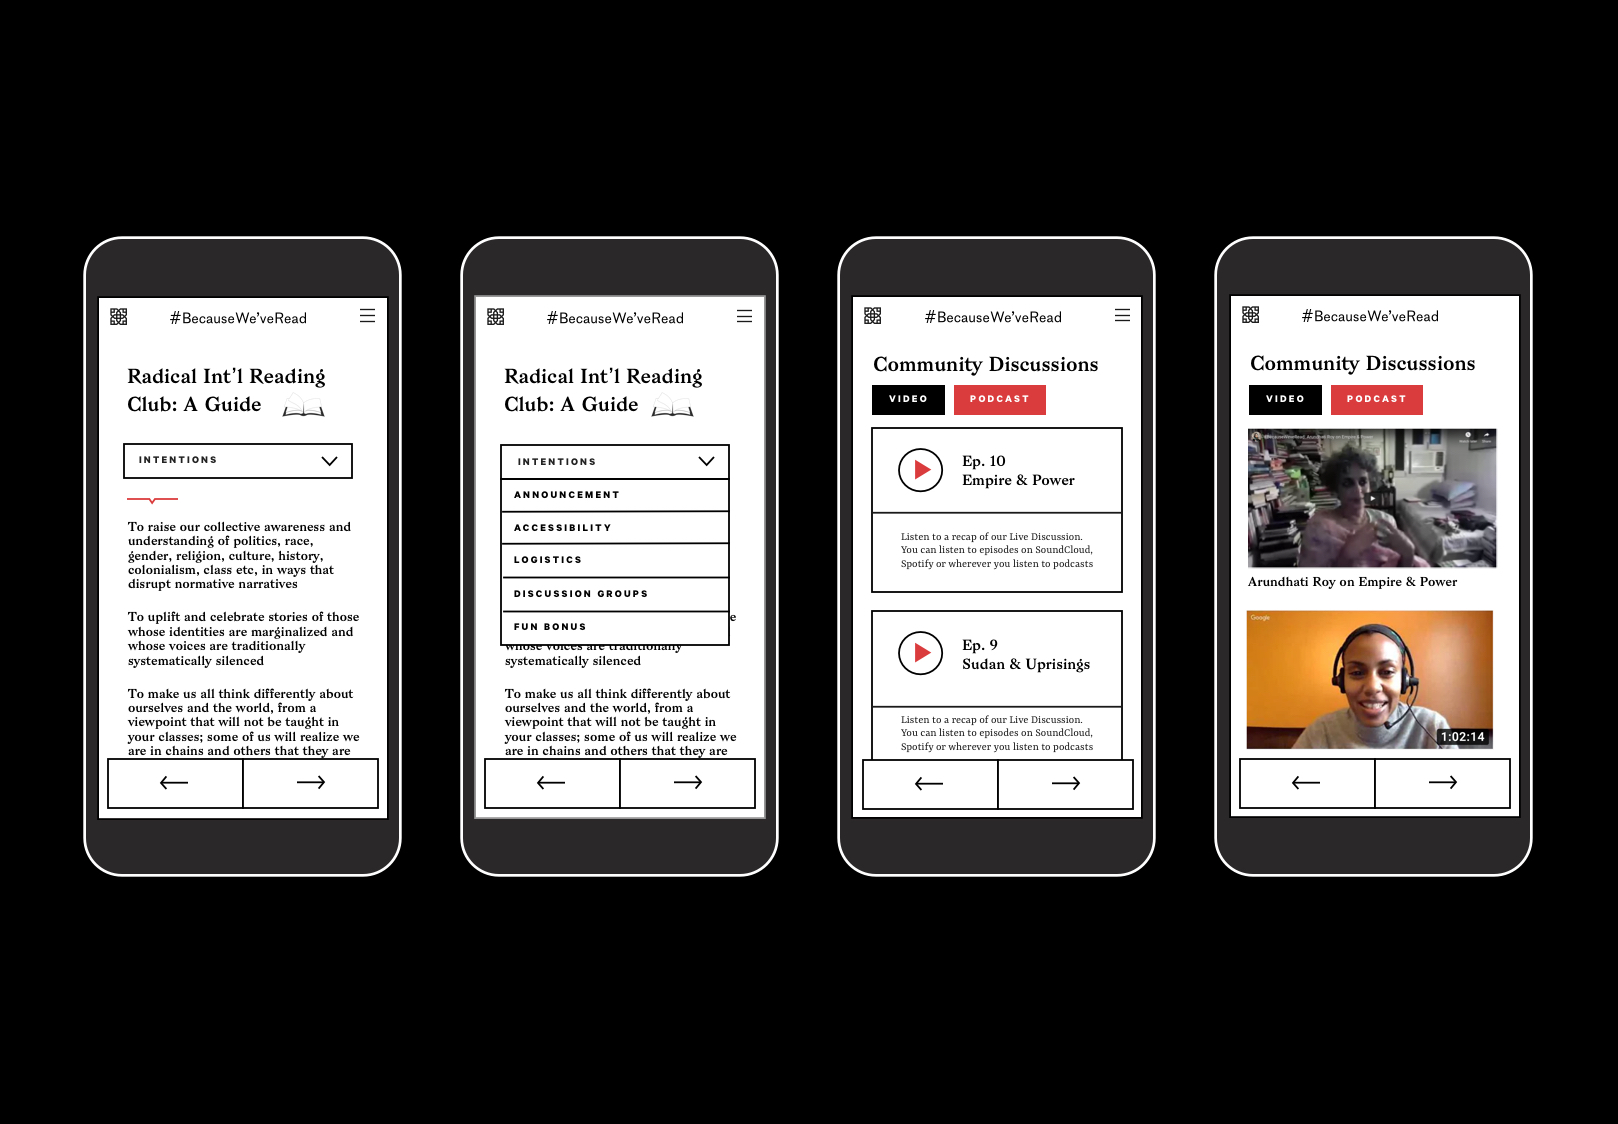 #BecauseWe’veRead
Radical Int’l Reading
Club: A Guide
INTENTIONS
To raise our collective awareness and
understanding of politics, race,
gender, religion, culture, history,
colonialism, class etc, in ways that
disrupt normative narratives
To uplift and celebrate stories of those
whose identities are marginalized and
whose voices are traditionally
systematically silenced
To make us all think differently about
ourselves and the world, from a
viewpoint that will not be taught in
your classes; some of us will realize we
are in chains and others that they are
#BecauseWe’veRead
Radical Int’l Reading
Club: A Guide
INTENTIONS
ANNOUNCEMENT
ACCESSIBILITY
LOGISTICS
DISCUSSION GROUPS
FUN BONUS
e
whose voices are traditionally
systematically silenced
To make us all think differently about
ourselves and the world, from a
viewpoint that will not be taught in
your classes; some of us will realize we
are in chains and others that they are
#BecauseWe’veRead
Community Discussions
VIDEO PODCAST
Ep. 10
Empire & Power
Listen to a recap of our Live Discussion.
You can listen to episodes on SoundCloud,
Spotify or wherever you listen to podcasts
Ep. 9
Sudan & Uprisings
Listen to a recap of our Live Discussion.
You can listen to episodes on SoundCloud,
Spotify or wherever you listen to podcasts
#BecauseWe’veRead
Community Discussions
VIDEO PODCAST
Arundhati Roy on Empire & Power
Arundhati Roy on Empire & Power
Google
1:02:14